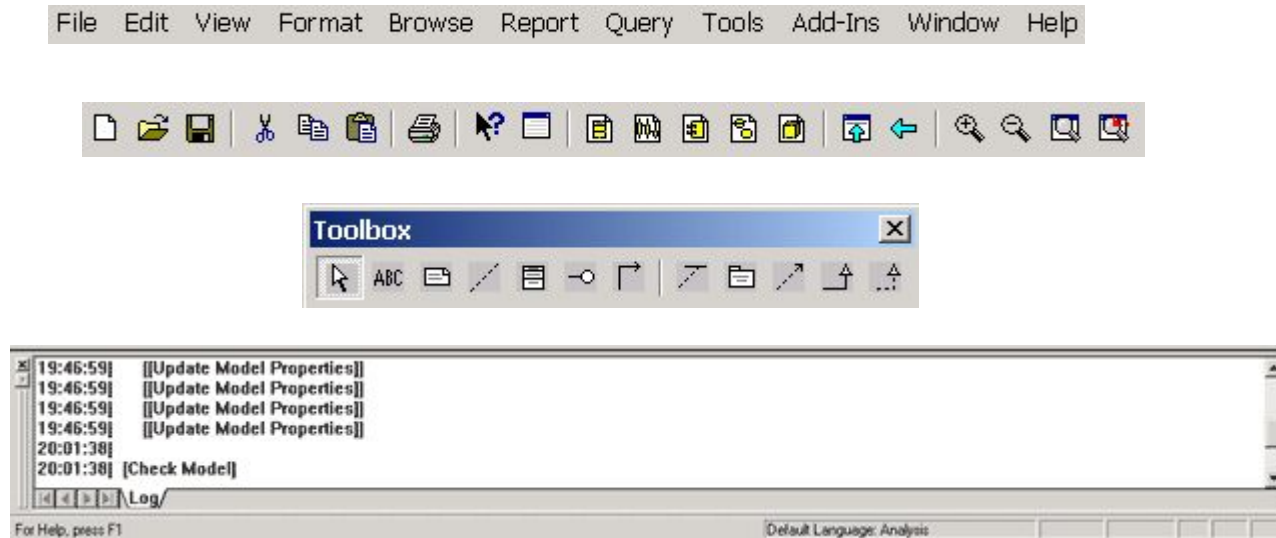 File Edit View Format Browse Report Query Tools Add-Ins Window Help
Toolbox
ABC
19:46:59| [[Update Model Properties]]
19:46:59| [[Update Model Properties]]
19:46:59| [[Update Model Properties]]
19:46:59| [[Update Model Properties]]
20:01:38|
20:01:38| [Check Model]
Log
For Help, press F1 Default Language: Analysis